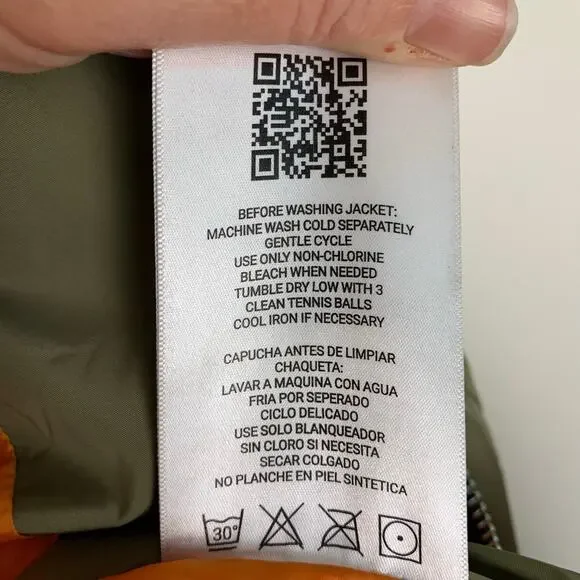 BEFORE WASHING JACKET:
MACHINE WASH COLD SEPARATELY
GENTLE CYCLE
USE ONLY NON-CHLORINE
BLEACH WHEN NEEDED
TUMBLE DRY LOW WITH 3
CLEAN TENNIS BALLS
COOL IRON IF NECESSARY
CAPUCHA ANTES DE LIMPIAR
CHAQUETA:
LAVAR A MAQUINA CON AGUA
FRIA POR SEPERADO
CICLO DELICADO
USE SOLO BLANQUEADOR
SIN CLORO SI NECESITA
SECAR COLGADO
NO PLANCHE EN PIEL SINTETICA
30°